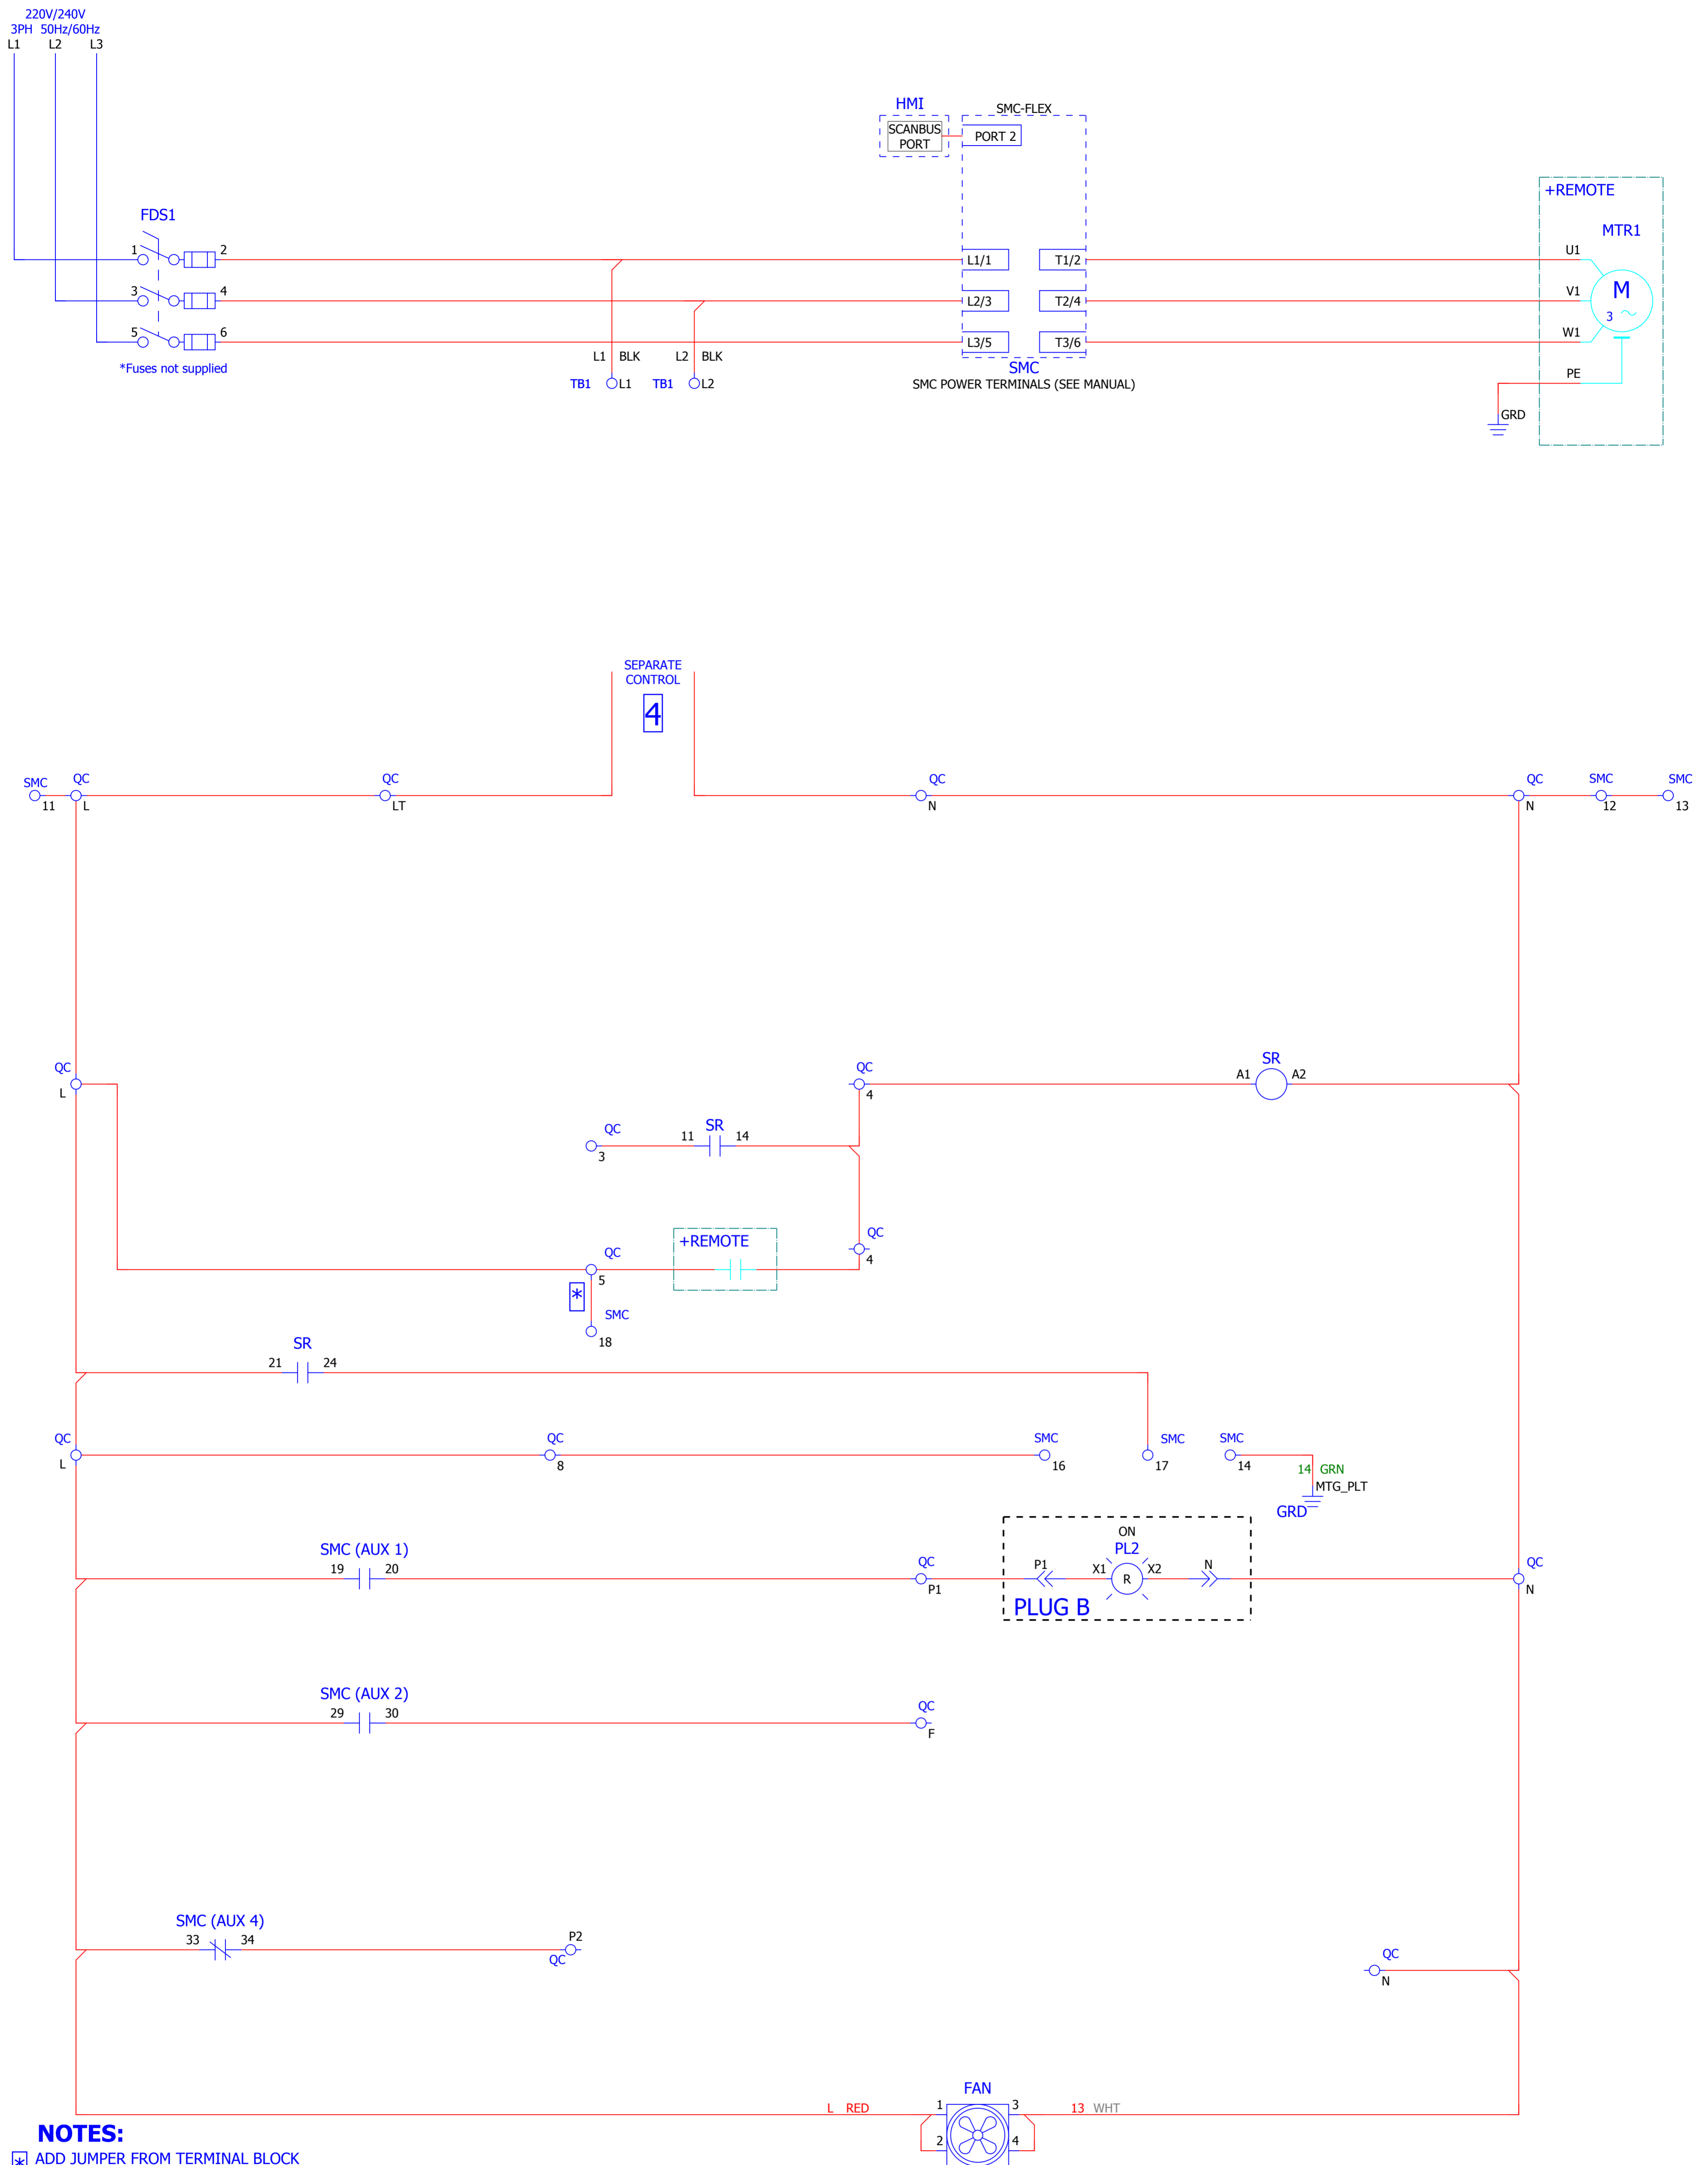 220V/240V
3PH 50Hz/60Hz
L1 L2 L3
HMI
SMC-FLEX
SCANBUS
PORT
PORT 2
+REMOTE
FDS1
MTR1
1 2
L1/1 T1/2
U1
3 4
L2/3 T2/4
V1
M
3
5 6
L3/5 T3/6
W1
*Fuses not supplied
L1 BLK L2 BLK
SMC
PE
TB1 L1 TB1 L2
SMC POWER TERMINALS (SEE MANUAL)
GRD
SEPARATE
CONTROL
4
SMC QC QC QC QC SMC SMC
11 L LT N N 12 13
QC QC SR
L 4 A1 A2
QC SR
3 11 14
QC +REMOTE QC
5 4
*
SMC
18
SR
21 24
QC QC SMC SMC SMC
L 8 16 17 14
14 GRN
MTG_PLT
GRD
ON
SMC (AUX 1) PL2
19 20 QC P1 X1 R X2 N QC
P1 N
PLUG B
SMC (AUX 2)
29 30 QC
F
SMC (AUX 4)
33 34 P2
QC
QC
N
FAN
L RED 1 3 13 WHT
2 4
NOTES:
* ADD JUMPER FROM TERMINAL BLOCK